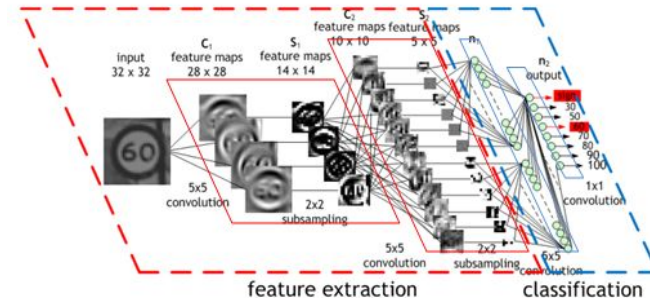 input
32 x 32
C₁
feature maps
28 x 28
S₁
feature maps
14 x 14
C₂
feature maps
10 x 10
S₂
feature maps
5 x 5
n₁
n₂
output
60
30
50
60
70
80
90
100
5x5
convolution
2x2
subsampling
5x5
convolution
2x2
subsampling
5x5
convolution
1x1
convolution
feature extraction
classification